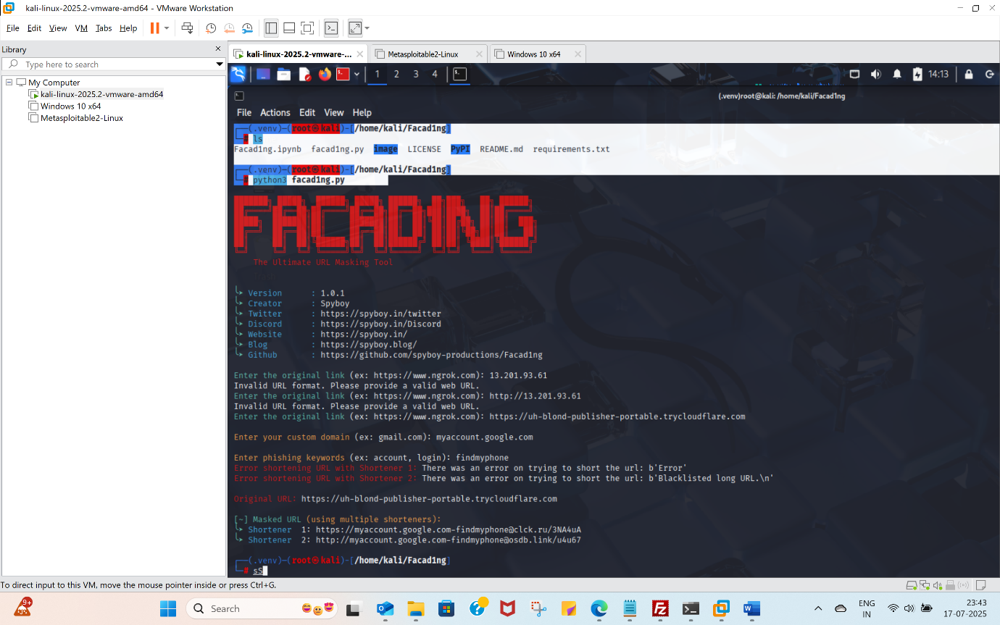 kali-linux-2025.2-vmware-amd64 - VMware Workstation
File Edit View VM Tabs Help
Library
Type here to search
My Computer
kali-linux-2025.2-vmware-amd64
Windows 10 x64
Metasploitable2-Linux
kali-linux-2025.2-vmware-...
Metasploitable2-Linux
Windows 10 x64
1 2 3 4
14:13
(.venv)root@kali: /home/kali/Facad1ng
File Actions Edit View Help
(.venv)-(root㉿kali)-[/home/kali/Facad1ng]
# ls
Facad1ng.ipynb facad1ng.py image LICENSE PyPI README.md requirements.txt
(.venv)-(root㉿kali)-[/home/kali/Facad1ng]
# python3 facad1ng.py
FACAD1NG
The Ultimate URL Masking Tool
Version : 1.0.1
Creator : Spyboy
Twitter : https://spyboy.in/twitter
Discord : https://spyboy.in/Discord
Website : https://spyboy.in/
Blog : https://spyboy.blog/
Github : https://github.com/spyboy-productions/Facad1ng
Enter the original link (ex: https://www.ngrok.com): 13.201.93.61
Invalid URL format. Please provide a valid web URL.
Enter the original link (ex: https://www.ngrok.com): http://13.201.93.61
Invalid URL format. Please provide a valid web URL.
Enter the original link (ex: https://www.ngrok.com): https://uh-blond-publisher-portable.trycloudflare.com
Enter your custom domain (ex: gmail.com): myaccount.google.com
Enter phishing keywords (ex: account, login): findmyphone
Error shortening URL with Shortener 1: There was an error on trying to short the url: b'Error'
Error shortening URL with Shortener 2: There was an error on trying to short the url: b'Blacklisted long URL.\n'
Original URL: https://uh-blond-publisher-portable.trycloudflare.com
[~] Masked URL (using multiple shorteners):
Shortener 1: https://myaccount.google.com-findmyphone@clck.ru/3NA4uA
Shortener 2: http://myaccount.google.com-findmyphone@osdb.link/u4u67
(.venv)-(root㉿kali)-[/home/kali/Facad1ng]
# sS
To direct input to this VM, move the mouse pointer inside or press Ctrl+G.
9+
Search
ENG
IN
23:43
17-07-2025